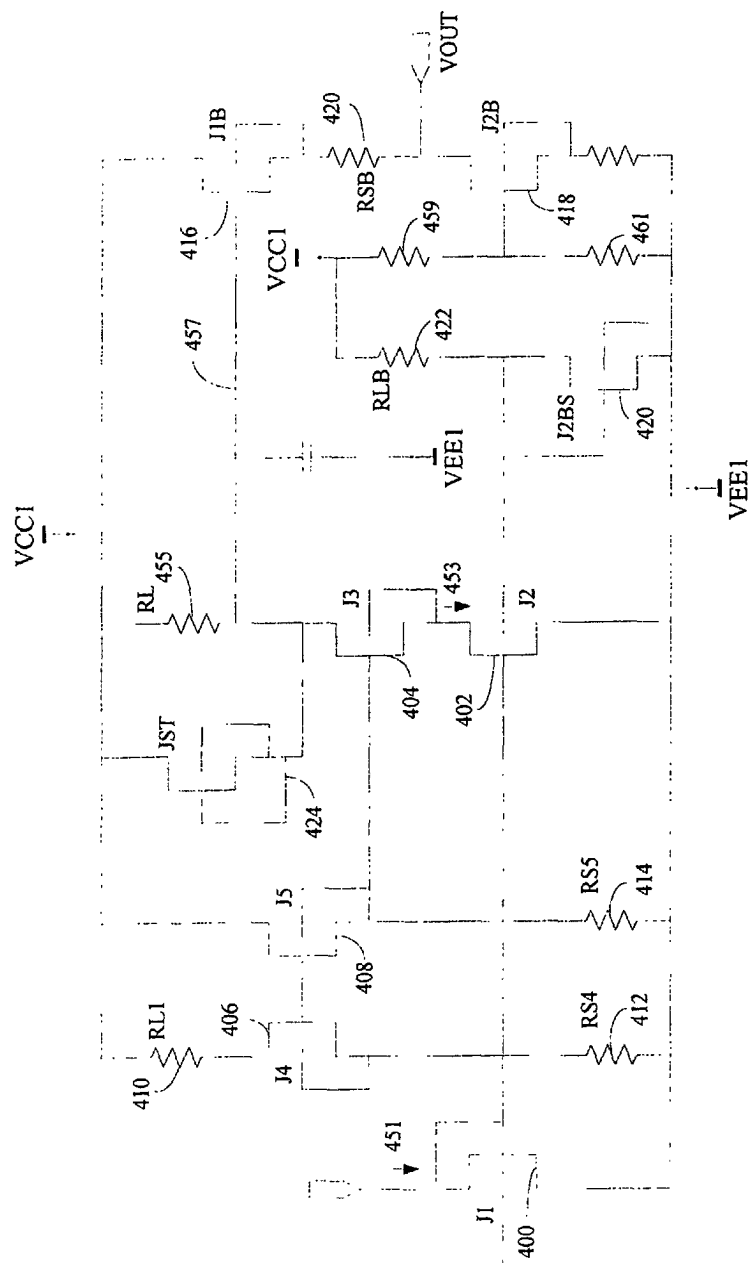 VCC1
J1B
416
457
RL
455
JST
RL1
410
420
RSB
VCC1
424
J5
406
J4
408
VOUT
459
RLB
422
VEE1
J3
404
453
451
J1
400
402
J2
J2B
418
J2BS
420
461
RS5
414
RS4
412
VEE1